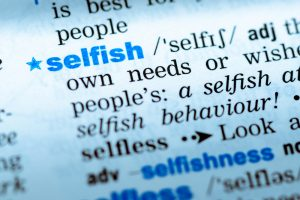 is best for y
people
★selfish /ˈselfɪʃ/ adj th
own needs or wishe
people's: a selfish at
selfish behaviour! •
selfless ••➤ Look a
adv –selfishness no
selfless /ˈselfləs/